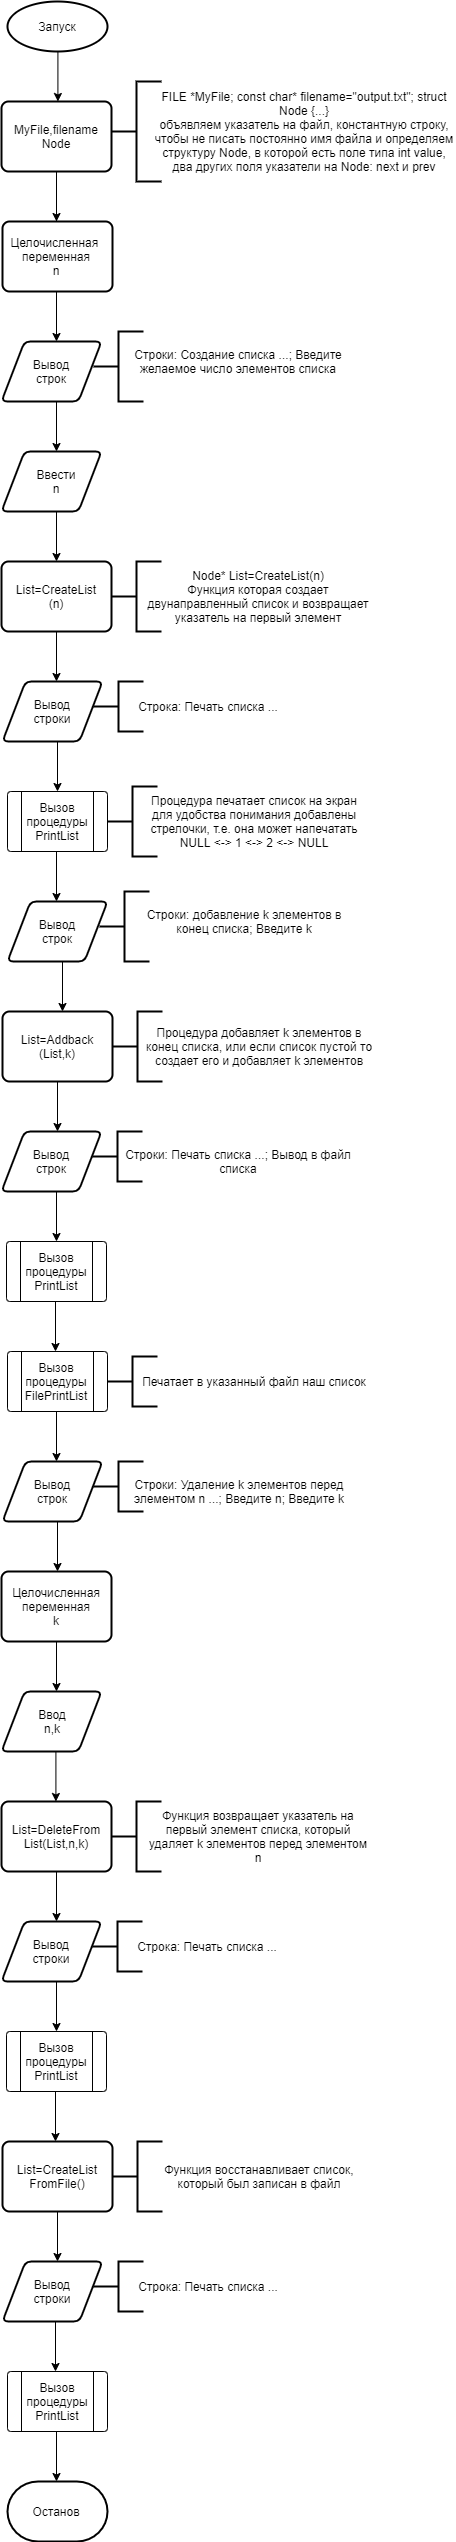 Запуск
MyFile,filename
Node
FILE *MyFile; const char* filename="output.txt"; struct
Node {...}
объявляем указатель на файл, константную строку,
чтобы не писать постоянно имя файла и определяем
структуру Node, в которой есть поле типа int value,
два других поля указатели на Node: next и prev
Целочисленная
переменная
n
Вывод
строк
Строки: Создание списка ...; Введите
желаемое число элементов списка
Ввести
n
List=CreateList
(n)
Node* List=CreateList(n)
Функция которая создает
двунаправленный список и возвращает
указатель на первый элемент
Вывод
строки
Строка: Печать списка ...
Вызов
процедуры
PrintList
Процедура печатает список на экран
для удобства понимания добавлены
стрелочки, т.е. она может напечатать
NULL <-> 1 <-> 2 <-> NULL
Вывод
строк
Строки: добавление k элементов в
конец списка; Введите k
List=Addback
(List,k)
Процедура добавляет k элементов в
конец списка, или если список пустой то
создает его и добавляет k элементов
Вывод
строк
Строки: Печать списка ...; Вывод в файл
списка
Вызов
процедуры
PrintList
Вызов
процедуры
FilePrintList
Печатает в указанный файл наш список
Вывод
строк
Строки: Удаление k элементов перед
элементом n ...; Введите n; Введите k
Целочисленная
переменная
k
Ввод
n,k
List=DeleteFrom
List(List,n,k)
Функция возвращает указатель на
первый элемент списка, который
удаляет k элементов перед элементом
n
Вывод
строки
Строка: Печать списка ...
Вызов
процедуры
PrintList
List=CreateList
FromFile()
Функция восстанавливает список,
который был записан в файл
Вывод
строки
Строка: Печать списка ...
Вызов
процедуры
PrintList
Останов